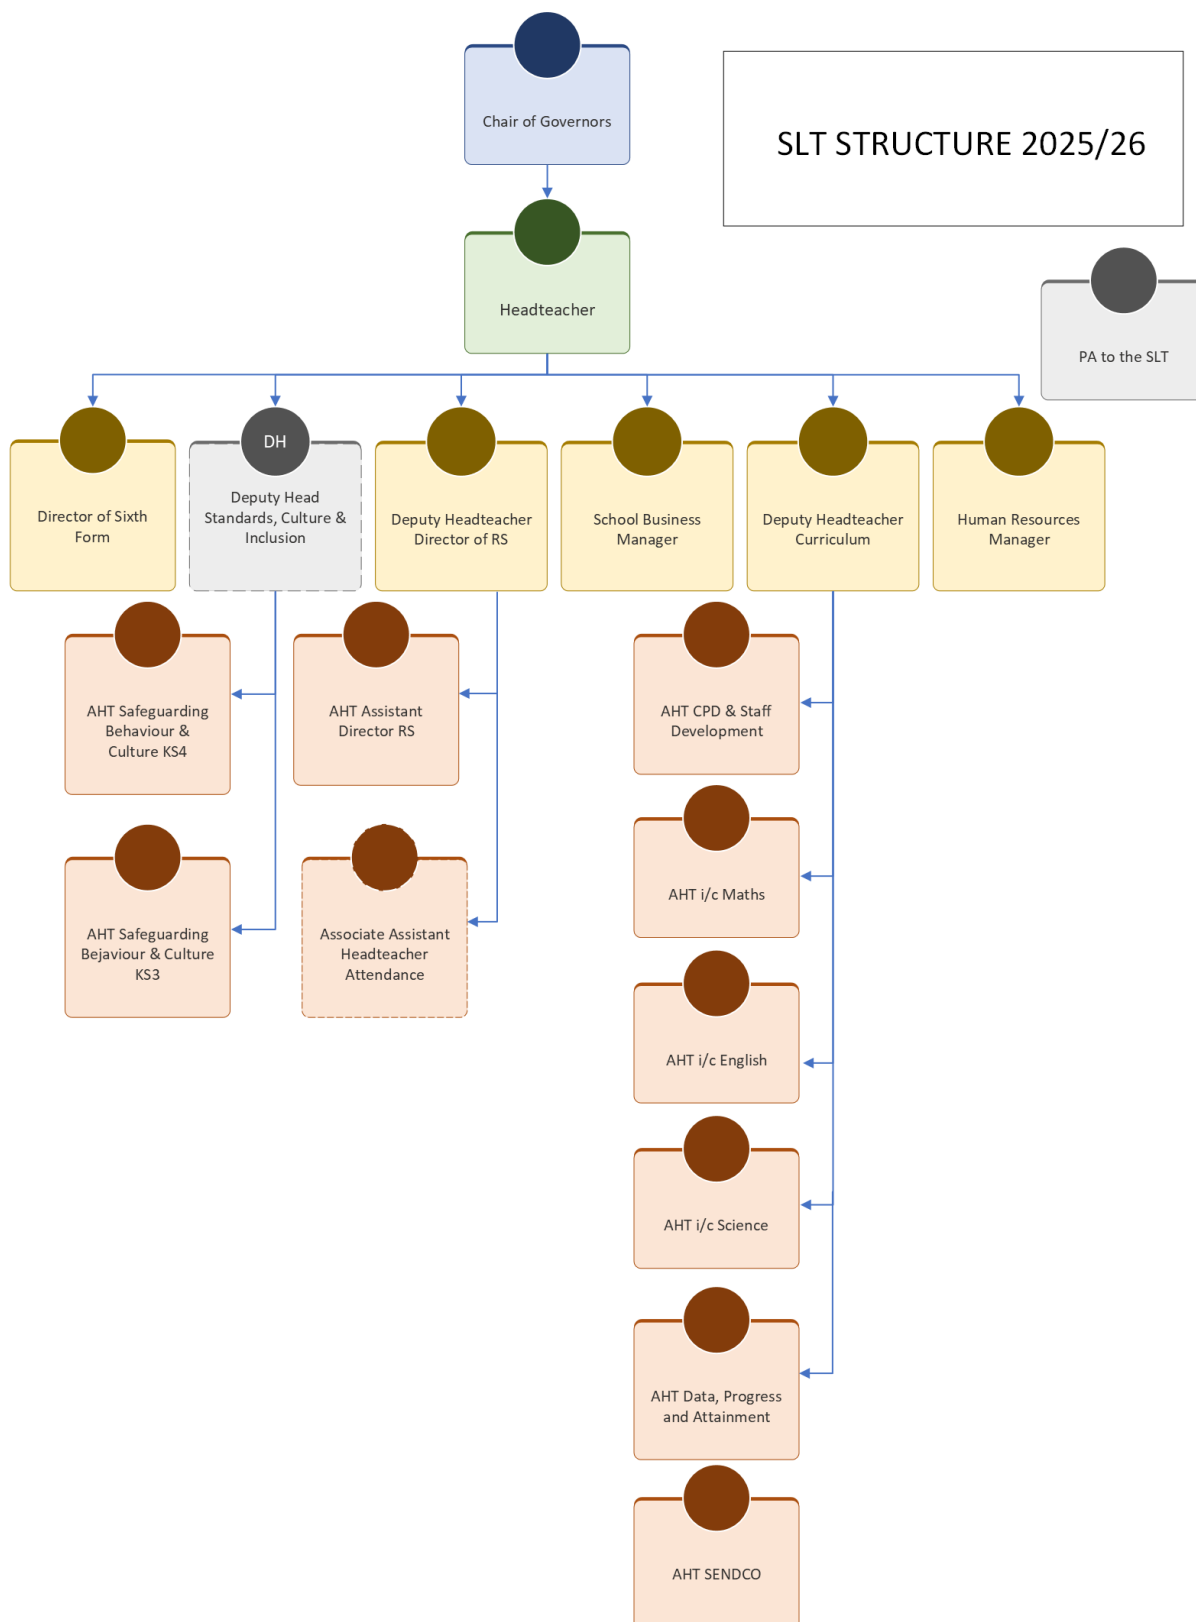 Chair of Governors
SLT STRUCTURE 2025/26
Headteacher
PA to the SLT
Director of Sixth
Form
DH
Deputy Head
Standards, Culture &
Inclusion
Deputy Headteacher
Director of RS
School Business
Manager
Deputy Headteacher
Curriculum
Human Resources
Manager
AHT Safeguarding
Behaviour &
Culture KS4
AHT Assistant
Director RS
AHT CPD & Staff
Development
AHT i/c Maths
AHT Safeguarding
Bejaviour & Culture
KS3
Associate Assistant
Headteacher
Attendance
AHT i/c English
AHT i/c Science
AHT Data, Progress
and Attainment
AHT SENDCO